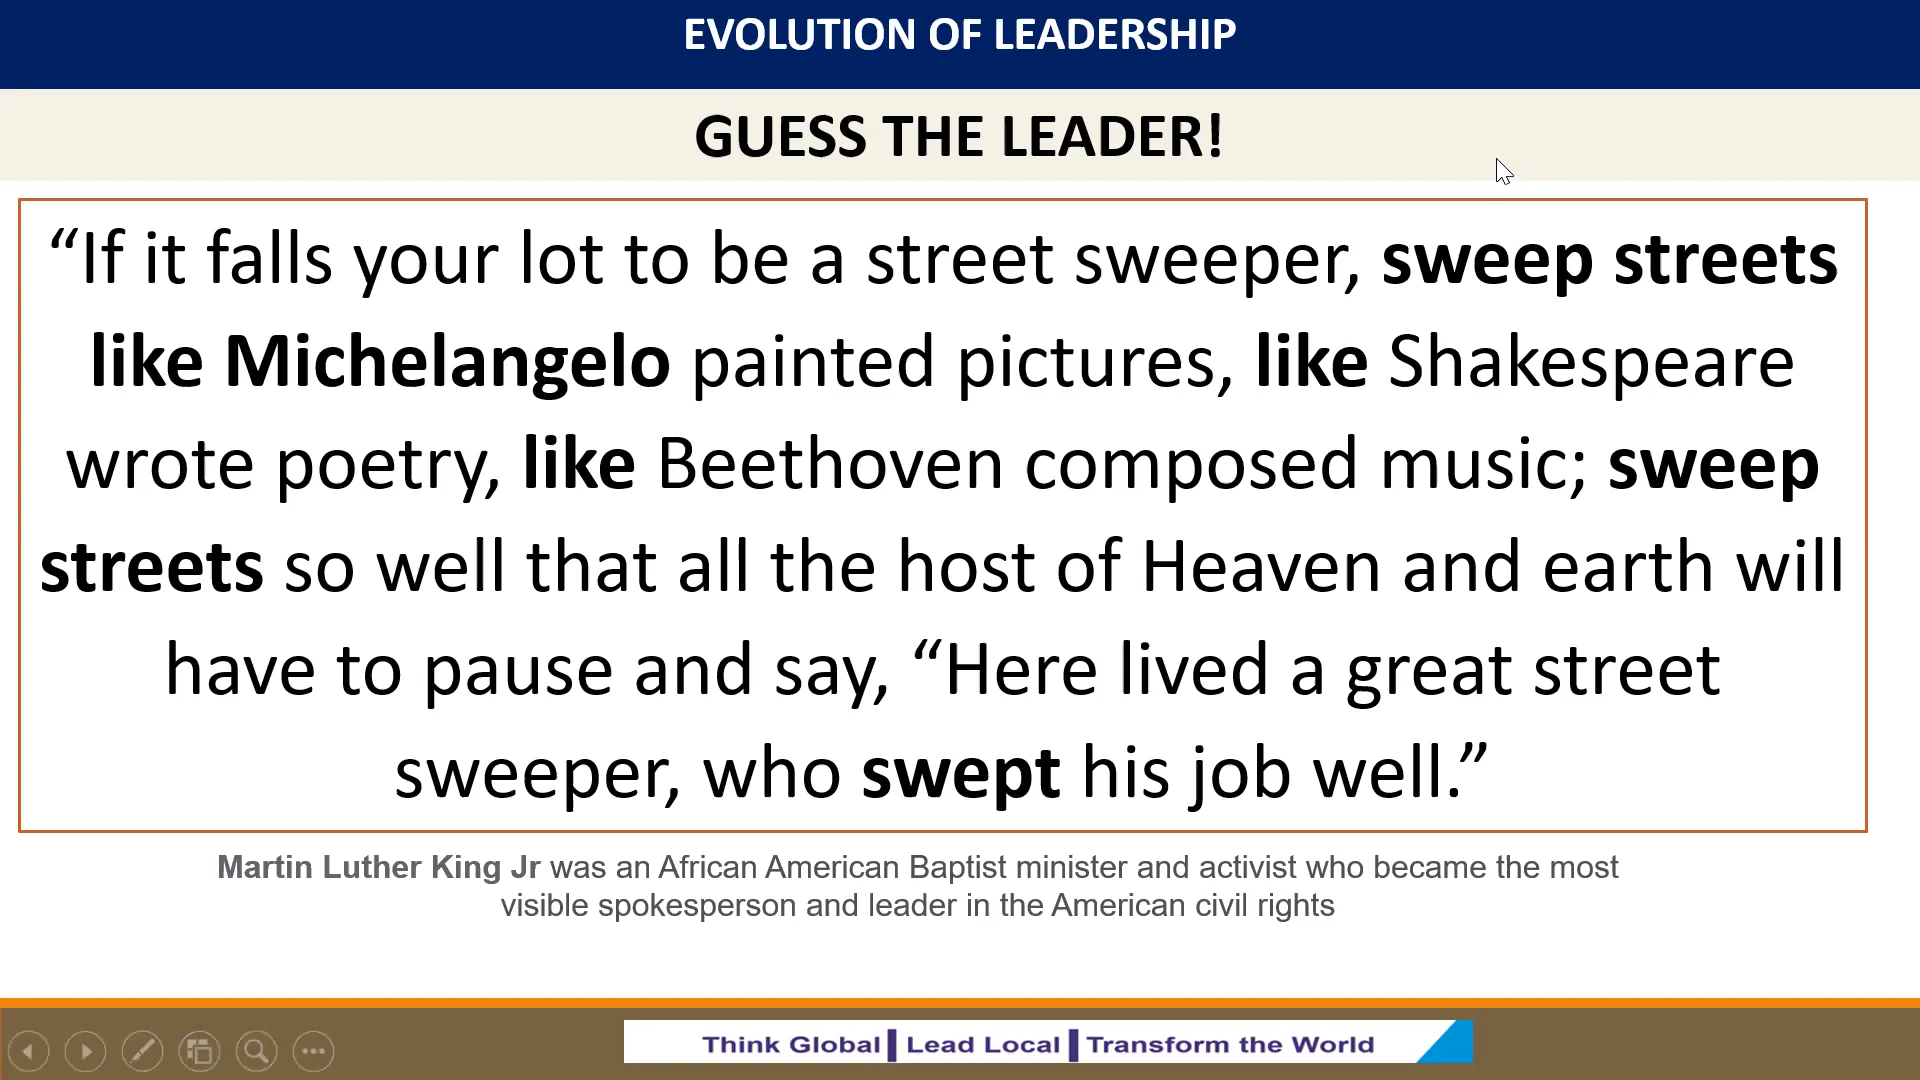 EVOLUTION OF LEADERSHIP
GUESS THE LEADER!
“If it falls your lot to be a street sweeper, sweep streets
like Michelangelo painted pictures, like Shakespeare
wrote poetry, like Beethoven composed music; sweep
streets so well that all the host of Heaven and earth will
have to pause and say, “Here lived a great street
sweeper, who swept his job well.”
Martin Luther King Jr was an African American Baptist minister and activist who became the most
visible spokesperson and leader in the American civil rights
Think Global | Lead Local | Transform the World